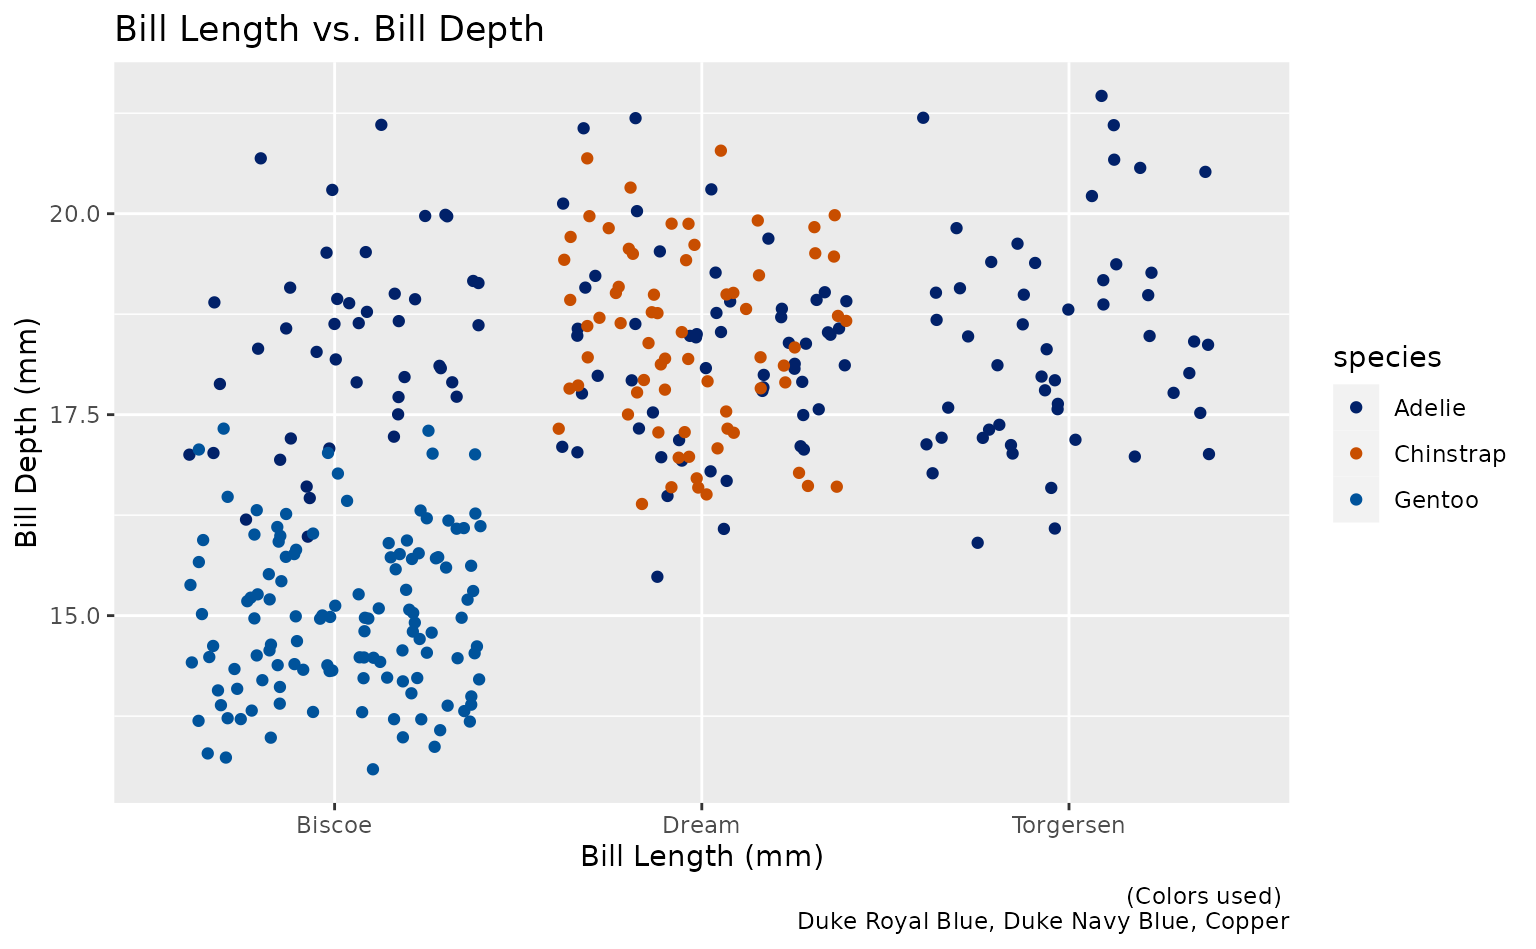 Bill Length vs. Bill Depth
Bill Depth (mm)
20.0
17.5
15.0
Biscoe
Dream
Torgersen
Bill Length (mm)
species
Adelie
Chinstrap
Gentoo
(Colors used)
Duke Royal Blue, Duke Navy Blue, Copper